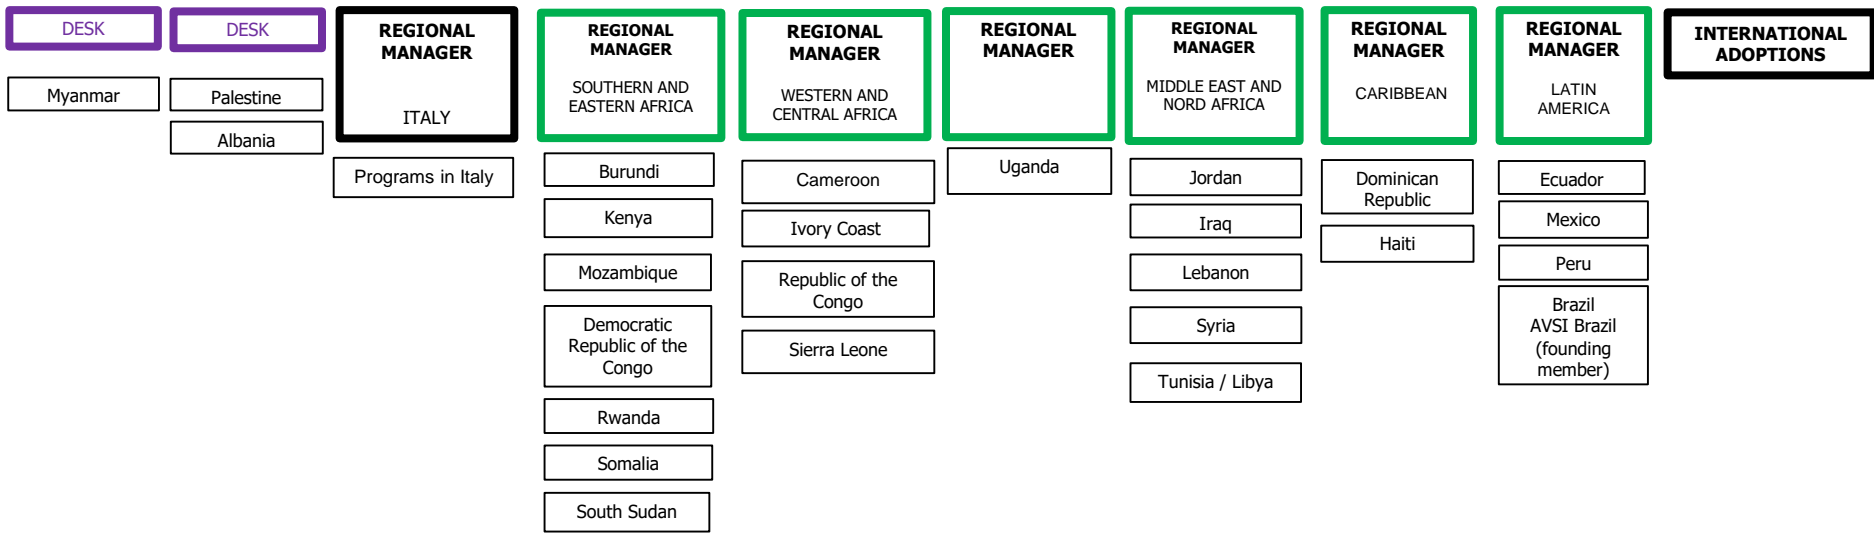 DESK
Myanmar
DESK
Palestine
Albania
REGIONAL
MANAGER
ITALY
Programs in Italy
REGIONAL
MANAGER
SOUTHERN AND
EASTERN AFRICA
Burundi
Kenya
Mozambique
Democratic
Republic of the
Congo
Rwanda
Somalia
South Sudan
REGIONAL
MANAGER
WESTERN AND
CENTRAL AFRICA
Cameroon
Ivory Coast
Republic of the
Congo
Sierra Leone
REGIONAL
MANAGER
Uganda
REGIONAL
MANAGER
MIDDLE EAST AND
NORD AFRICA
Jordan
Iraq
Lebanon
Syria
Tunisia / Libya
REGIONAL
MANAGER
CARIBBEAN
Dominican
Republic
Haiti
REGIONAL
MANAGER
LATIN
AMERICA
Ecuador
Mexico
Peru
Brazil
AVSI Brazil
(founding
member)
INTERNATIONAL
ADOPTIONS